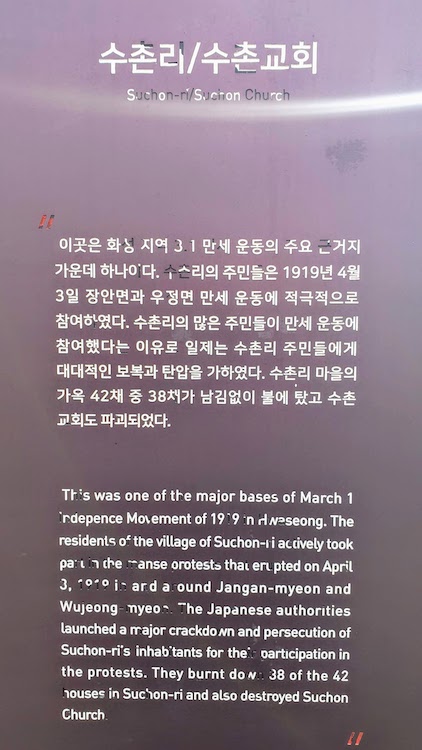 수촌리/수촌교회
Suchon-ri/Suchon Church
"
이곳은 화성 지역 3.1 만세 운동의 주요 근거지
가운데 하나이다. 수촌리의 주민들은 1919년 4월
3일 장안면과 우정면 만세 운동에 적극적으로
참여하였다. 수촌리의 많은 주민들이 만세 운동에
참여했다는 이유로 일제는 수촌리 주민들에게
대대적인 보복과 탄압을 가하였다. 수촌리 마을의
가옥 42채 중 38채가 남김없이 불에 탔고 수촌
교회도 파괴되었다.
This was one of the major bases of March 1
Indepence Movement of 1919 in Hwaseong. The
residents of the village of Suchon-ri actively took
part in the manse protests that erupted on April
3, 1919 in and around Jangan-myeon and
Wujeong-myeon. The Japanese authorities
launched a major crackdown and persecution of
Suchon-ri's inhabitants for their participation in
the protests. They burnt down 38 of the 42
houses in Suchon-ri and also destroyed Suchon
Church
"